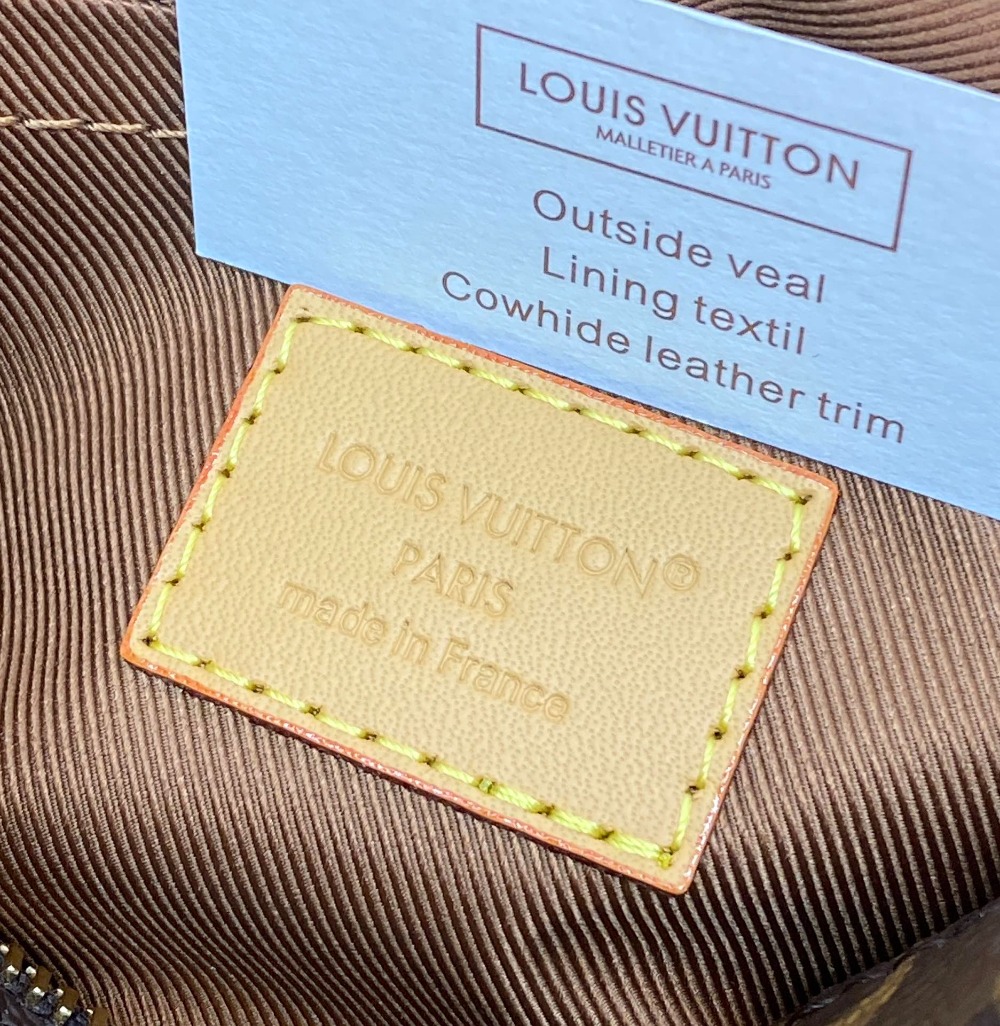 LOUIS VUITTON
MALLETIER A PARIS
Outside veal
Lining textil
Cowhide leather trim
LOUIS VUITTON®
PARIS
made in France